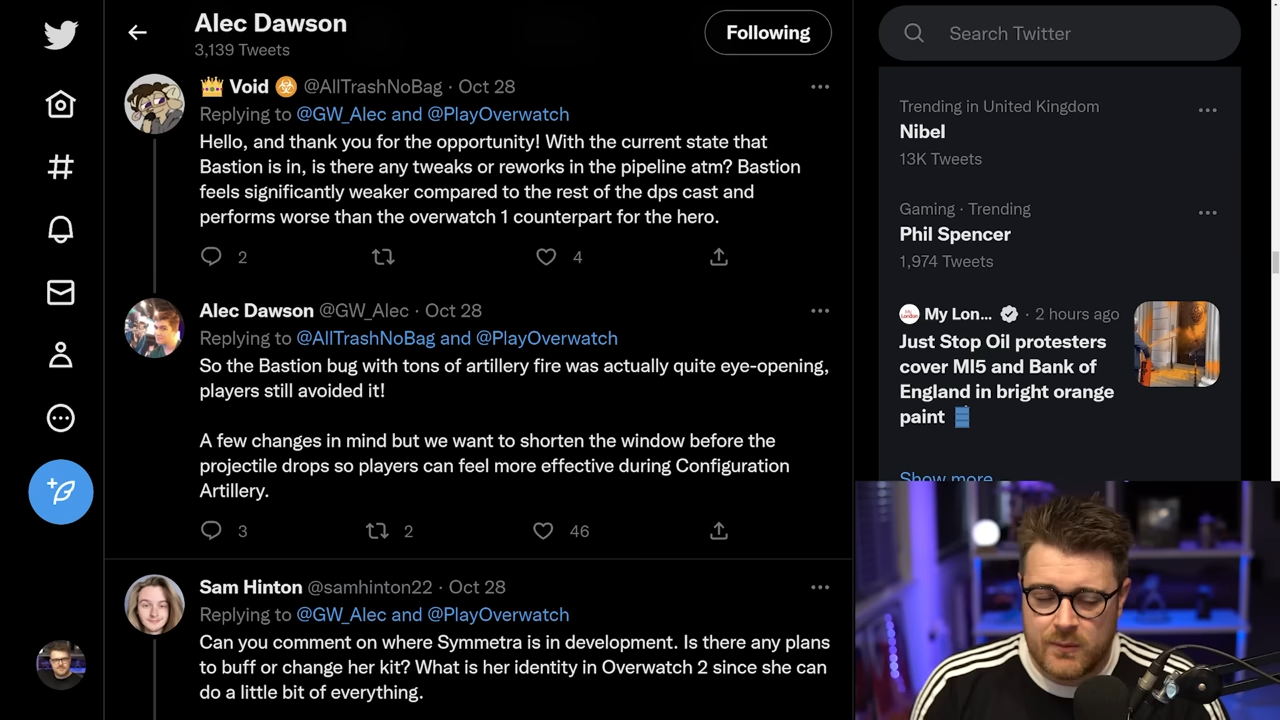 Alec Dawson
3,139 Tweets
Following
Search Twitter
👑 Void ☣ @AllTrashNoBag · Oct 28
Replying to @GW_Alec and @PlayOverwatch
Hello, and thank you for the opportunity! With the current state that
Bastion is in, is there any tweaks or reworks in the pipeline atm? Bastion
feels significantly weaker compared to the rest of the dps cast and
performs worse than the overwatch 1 counterpart for the hero.
2
4
Alec Dawson @GW_Alec · Oct 28
Replying to @AllTrashNoBag and @PlayOverwatch
So the Bastion bug with tons of artillery fire was actually quite eye-opening,
players still avoided it!
A few changes in mind but we want to shorten the window before the
projectile drops so players can feel more effective during Configuration
Artillery.
3
2
46
Sam Hinton @samhinton22 · Oct 28
Replying to @GW_Alec and @PlayOverwatch
Can you comment on where Symmetra is in development. Is there any plans
to buff or change her kit? What is her identity in Overwatch 2 since she can
do a little bit of everything.
Trending in United Kingdom
Nibel
13K Tweets
Gaming · Trending
Phil Spencer
1,974 Tweets
My Lon... · 2 hours ago
Just Stop Oil protesters
cover MI5 and Bank of
England in bright orange
paint 🛢️
Show more